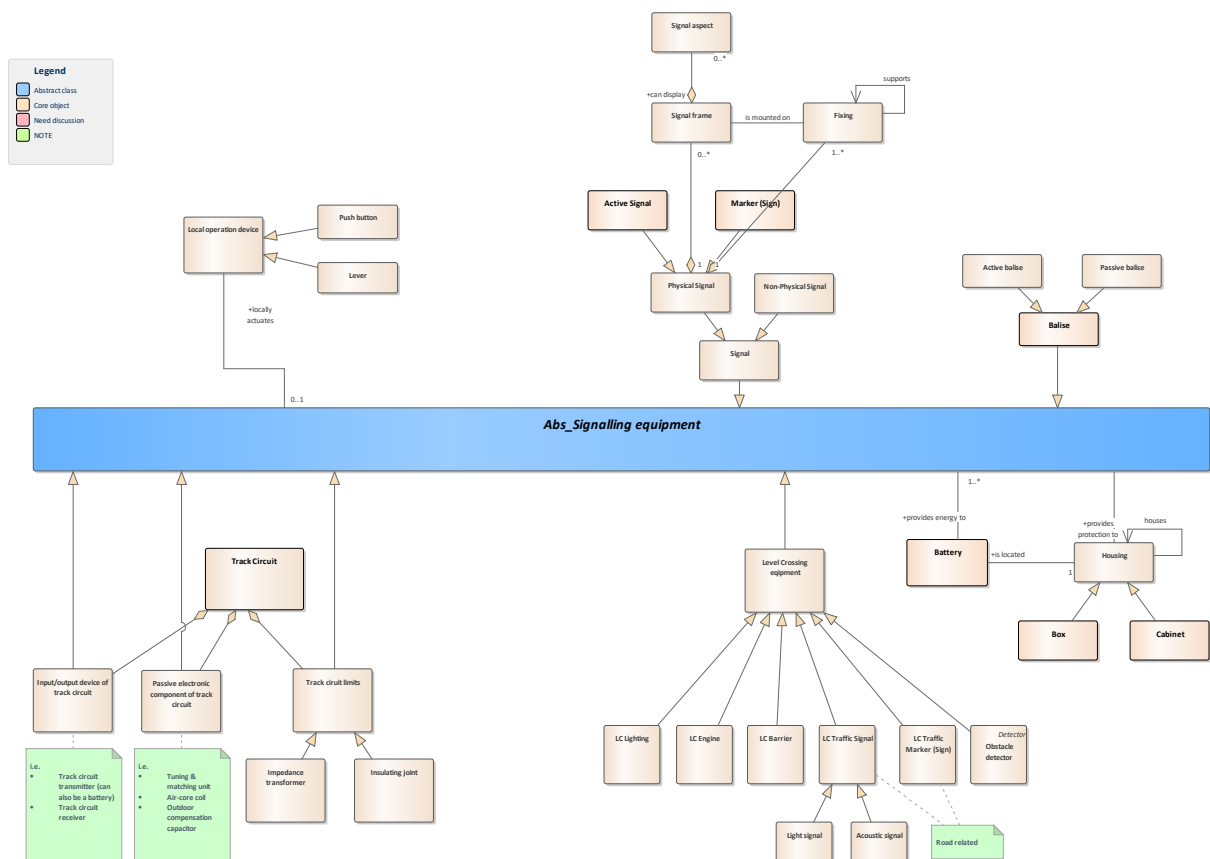 Signal aspect
0..*
Legend
Abstract class
Core object
Need discussion
NOTE
+can display
supports
Signal frame
is mounted on
Fixing
0..*
1..*
Active Signal
Marker (Sign)
Local operation device
Push button
Lever
1
1
Physical Signal
Non-Physical Signal
Active balise
Passive balise
+locally
actuates
Balise
Signal
0..1
Abs_Signalling equipment
1..*
+provides energy to
+provides
protection to
houses
Track Circuit
Battery
+is located
1
Housing
Level Crossing
eqipment
Box
Cabinet
Input/output device of
track circuit
Passive electronic
component of track
circuit
Track ciruit limits
LC Lighting
LC Engine
LC Barrier
LC Traffic Signal
LC Traffic
Marker (Sign)
Detector
Obstacle
detector
i.e.
• Track circuit
transmitter (can
also be a battery)
• Track circuit
receiver
i.e.
• Tuning &
matching unit
• Air-core coil
• Outdoor
compensation
capacitor
Impedance
transformer
Insulating joint
Light signal
Acoustic signal
Road related